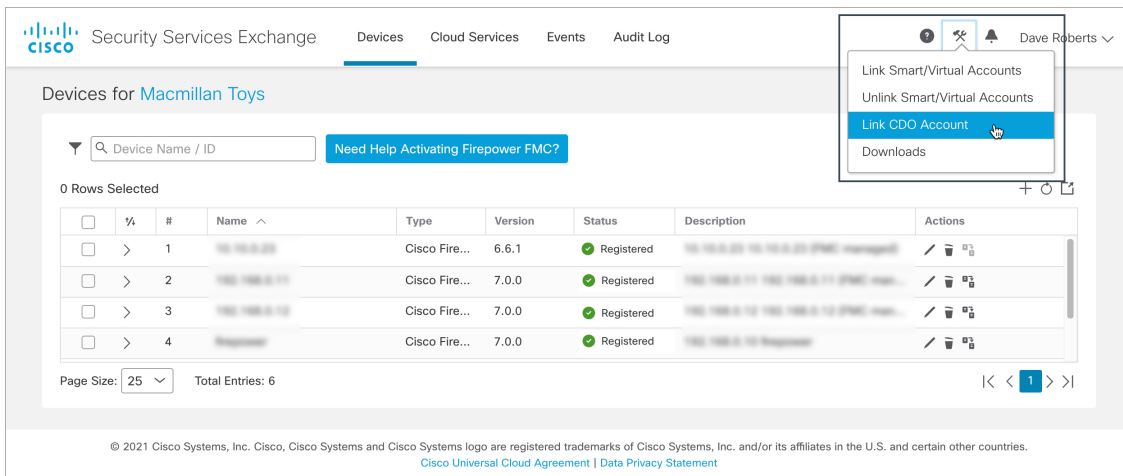 CISCO Security Services Exchange Devices Cloud Services Events Audit Log ? Dave Roberts
Link Smart/Virtual Accounts
Unlink Smart/Virtual Accounts
Link CDO Account
Downloads
Devices for Macmillan Toys
Device Name / ID Need Help Activating Firepower FMC?
0 Rows Selected
# Name Type Version Status Description Actions
1 Cisco Fire... 6.6.1 Registered
2 Cisco Fire... 7.0.0 Registered
3 Cisco Fire... 7.0.0 Registered
4 Cisco Fire... 7.0.0 Registered
Page Size: 25 Total Entries: 6 1
© 2021 Cisco Systems, Inc. Cisco, Cisco Systems and Cisco Systems logo are registered trademarks of Cisco Systems, Inc. and/or its affiliates in the U.S. and certain other countries.
Cisco Universal Cloud Agreement | Data Privacy Statement